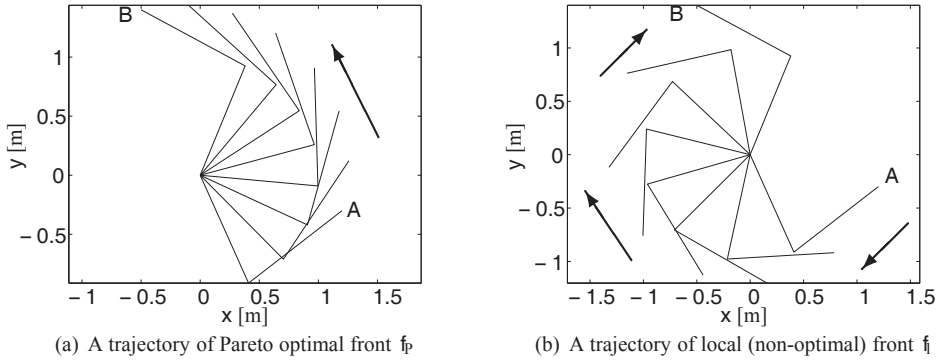 B
A
1
0.5
0
− 0.5
y [m]
− 1
− 0.5
0
0.5
1
1.5
x [m]
(a) A trajectory of Pareto optimal front fP
B
A
1
0.5
0
− 0.5
− 1
y [m]
− 1.5
− 1
− 0.5
0
0.5
1
1.5
x [m]
(b) A trajectory of local (non-optimal) front fl